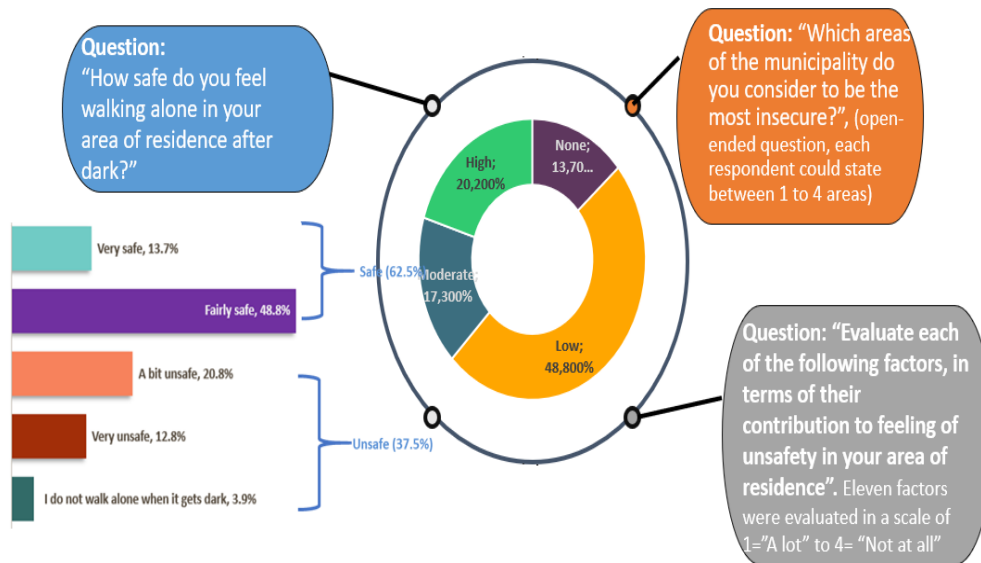 Question:
“How safe do you feel
walking alone in your
area of residence after
dark?”
Question: “Which areas
of the municipality do
you consider to be the
most insecure?”, (open-
ended question, each
respondent could state
between 1 to 4 areas)
None;
13,70...
High;
20,200%
Moderate;
17,300%
Low;
48,800%
Very safe, 13.7%
Safe (62.5%)
Fairly safe, 48.8%
A bit unsafe, 20.8%
Very unsafe, 12.8%
Unsafe (37.5%)
I do not walk alone when it gets dark, 3.9%
Question: “Evaluate each
of the following factors, in
terms of their
contribution to feeling of
unsafety in your area of
residence”. Eleven factors
were evaluated in a scale of
1=”A lot” to 4= “Not at all”